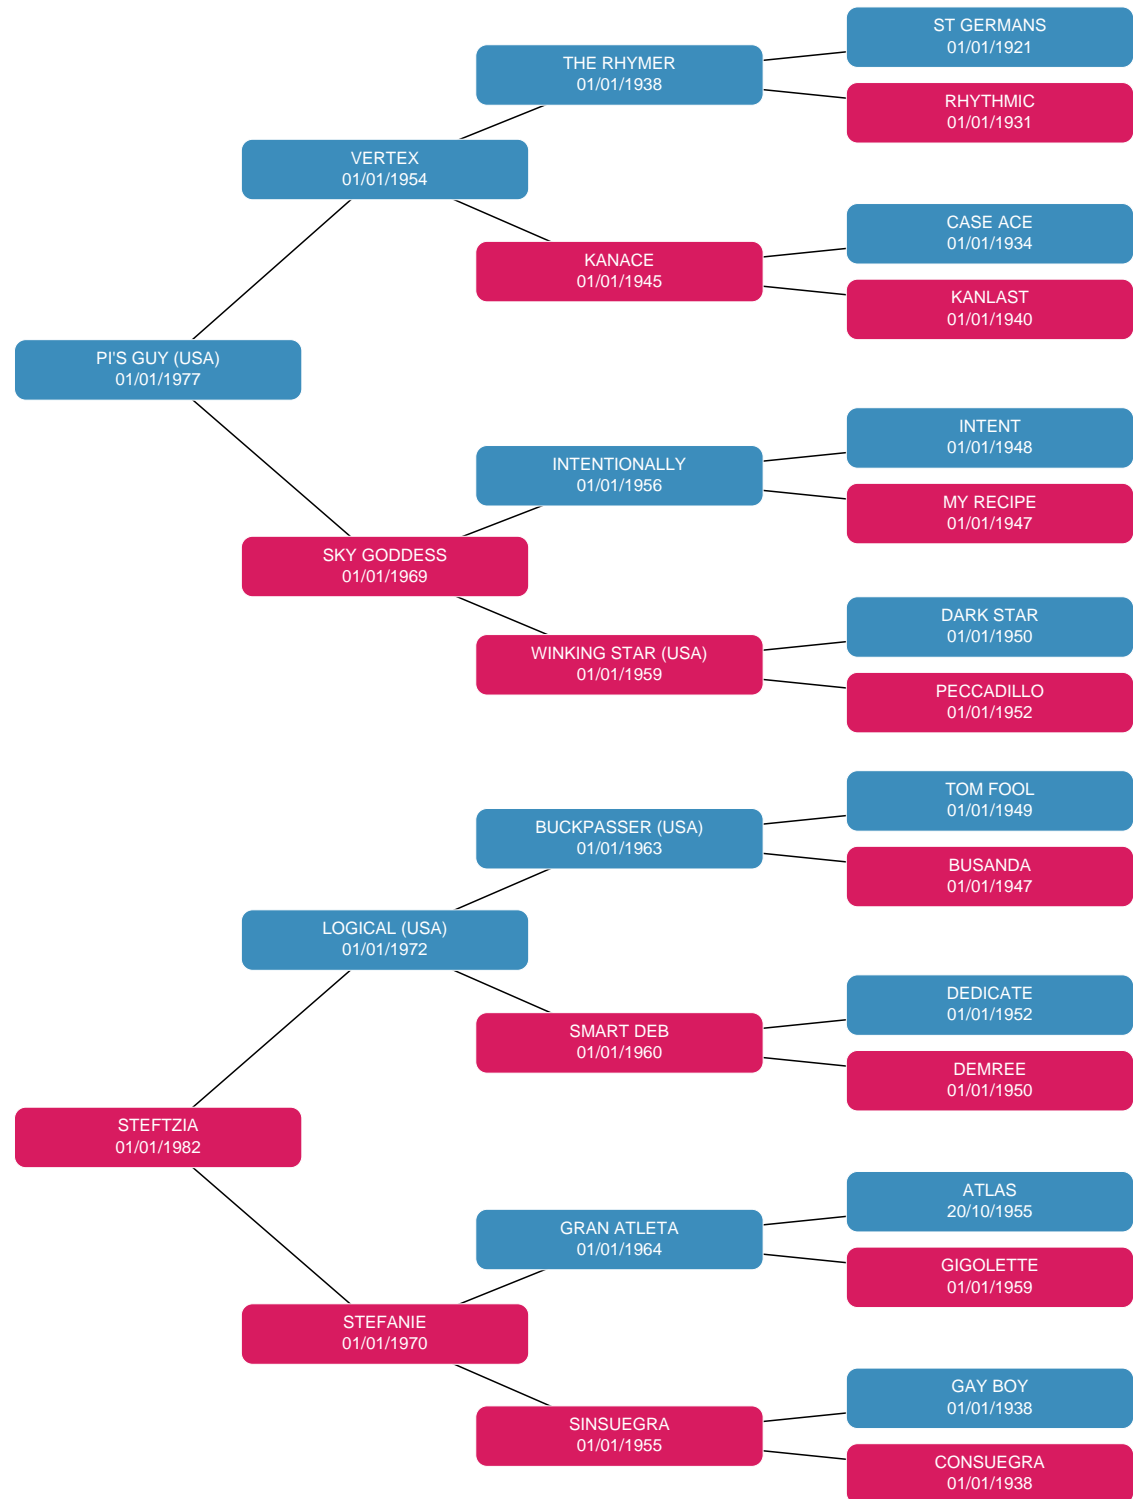 ST GERMANS
01/01/1921
THE RHYMER
01/01/1938
RHYTHMIC
01/01/1931
VERTEX
01/01/1954
CASE ACE
01/01/1934
KANACE
01/01/1945
KANLAST
01/01/1940
PI'S GUY (USA)
01/01/1977
INTENT
01/01/1948
INTENTIONALLY
01/01/1956
MY RECIPE
01/01/1947
SKY GODDESS
01/01/1969
DARK STAR
01/01/1950
WINKING STAR (USA)
01/01/1959
PECCADILLO
01/01/1952
TOM FOOL
01/01/1949
BUCKPASSER (USA)
01/01/1963
BUSANDA
01/01/1947
LOGICAL (USA)
01/01/1972
DEDICATE
01/01/1952
SMART DEB
01/01/1960
DEMREE
01/01/1950
STEFTZIA
01/01/1982
ATLAS
20/10/1955
GRAN ATLETA
01/01/1964
GIGOLETTE
01/01/1959
STEFANIE
01/01/1970
GAY BOY
01/01/1938
SINSUEGRA
01/01/1955
CONSUEGRA
01/01/1938